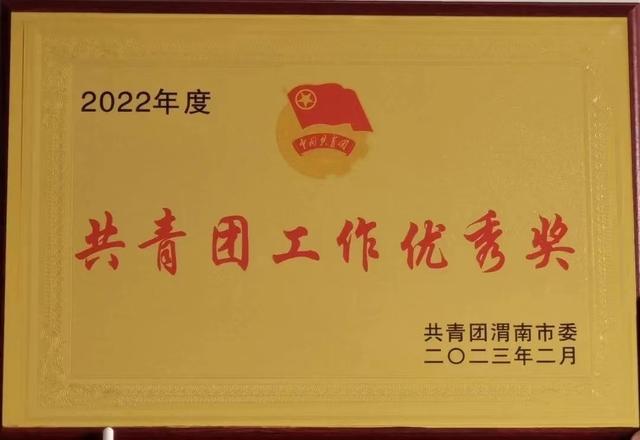 2022年度
中国共青团
共青团工作优秀奖
共青团渭南市委
二〇二三年二月